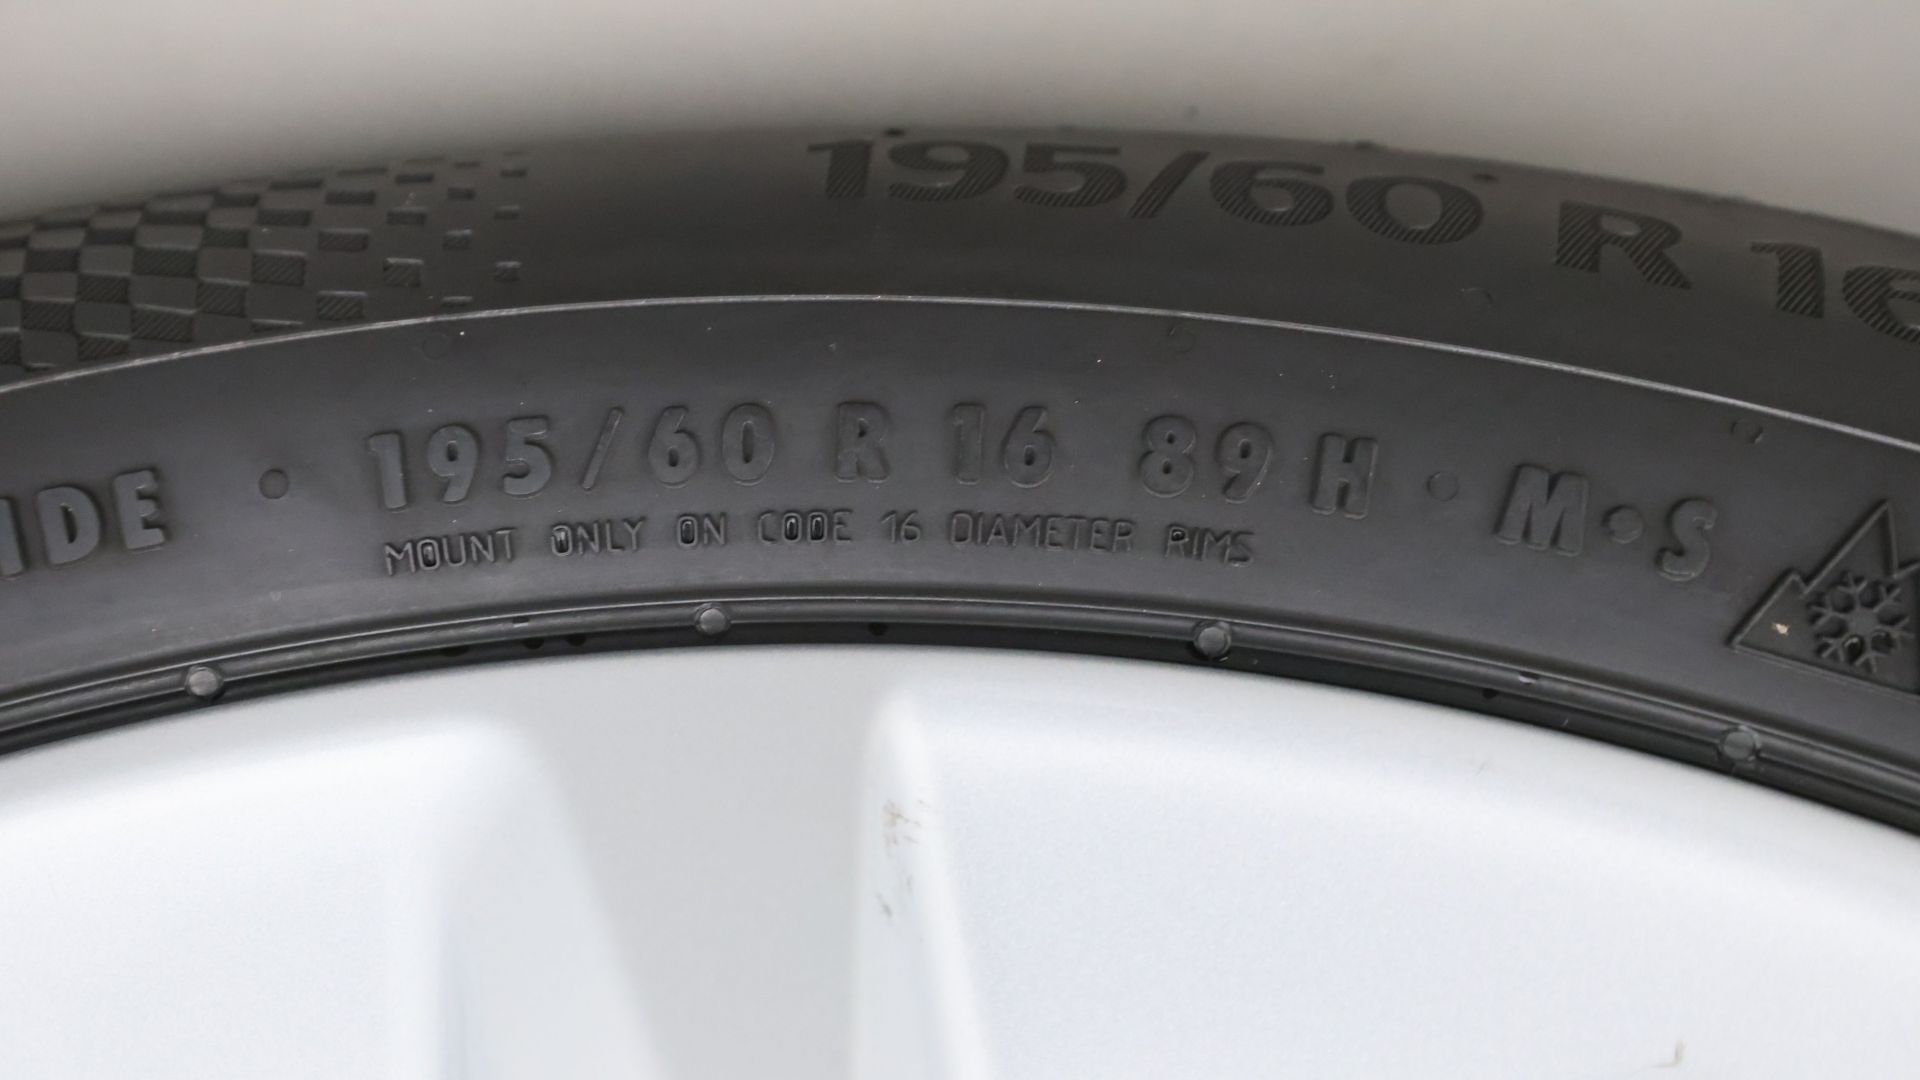 195/60 R 16
IDE • 195/60 R 16 89 H • M•S
MOUNT ONLY ON CODE 16 DIAMETER RIMS